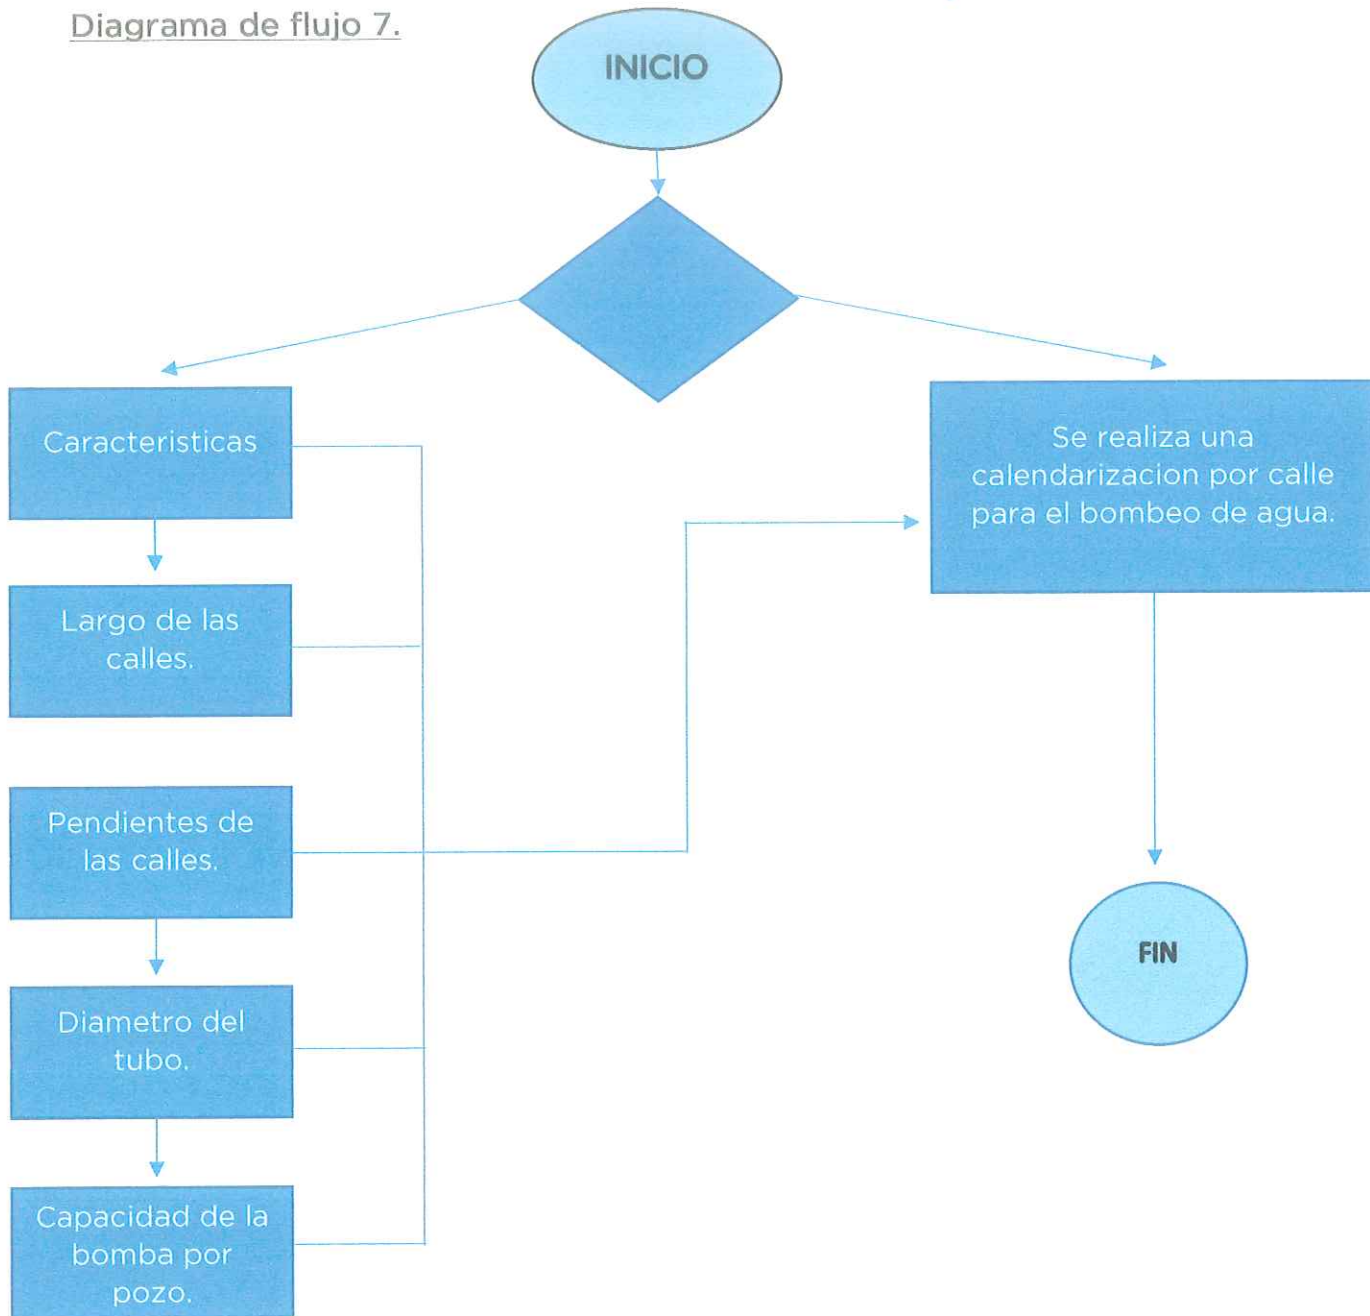 Diagrama de flujo 7.
INICIO
Caracteristicas
Se realiza una
calendarizacion por calle
para el bombeo de agua.
Largo de las
calles.
Pendientes de
las calles.
Diametro del
tubo.
Capacidad de la
bomba por
pozo.
FIN